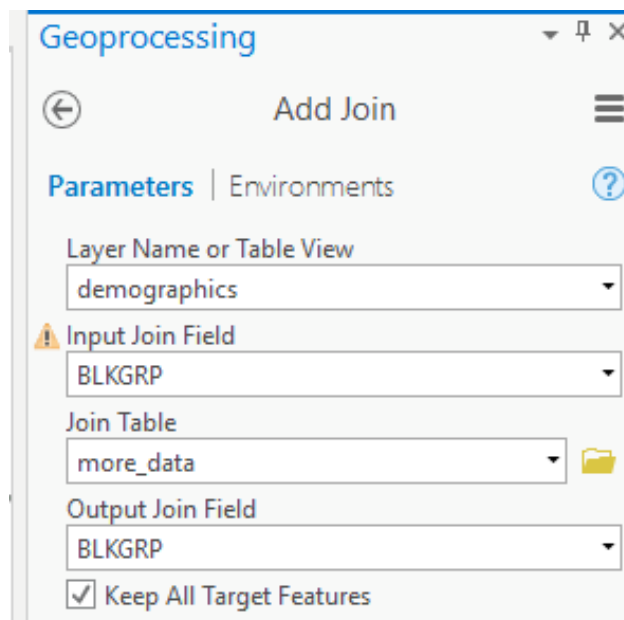 Geoprocessing
Add Join
Parameters | Environments
Layer Name or Table View
demographics
Input Join Field
BLKGRP
Join Table
more_data
Output Join Field
BLKGRP
Keep All Target Features